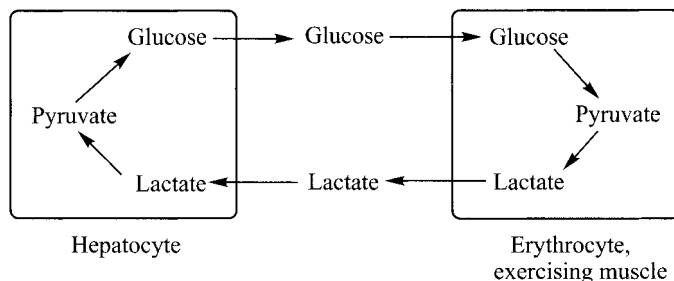 Glucose Glucose Glucose
Pyruvate Pyruvate
Lactate Lactate Lactate
Hepatocyte Erythrocyte,
exercising muscle